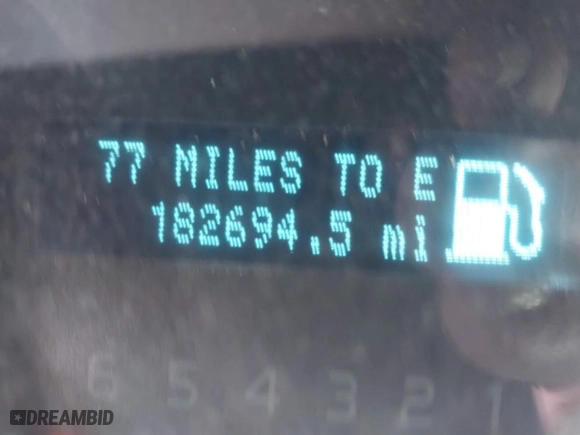 77 MILES TO E
182694.5 mi
6 5 4 3 2 1
DREAMBID